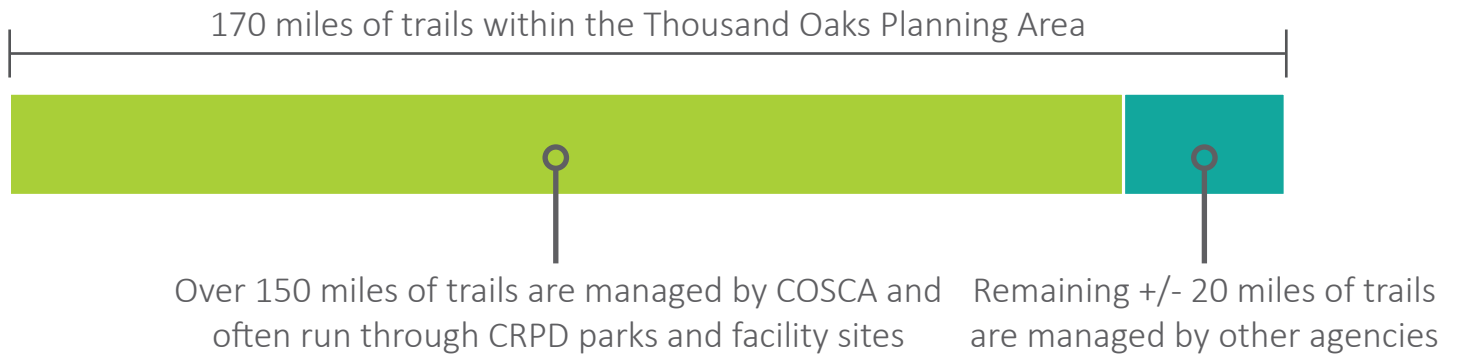 170 miles of trails within the Thousand Oaks Planning Area
Over 150 miles of trails are managed by COSCA and
often run through CRPD parks and facility sites
Remaining +/- 20 miles of trails
are managed by other agencies